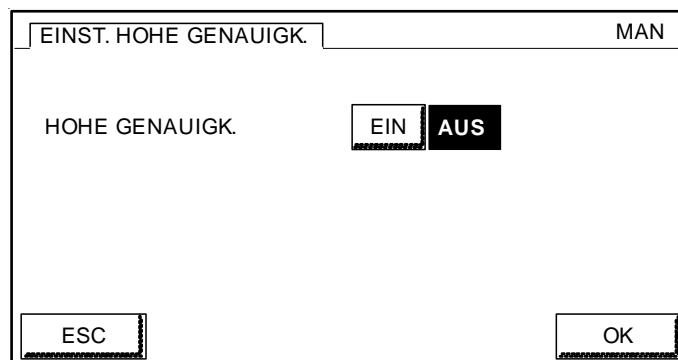 EINST. HOHE GENAUIGK. MAN
HOHE GENAUIGK. EIN AUS
ESC OK